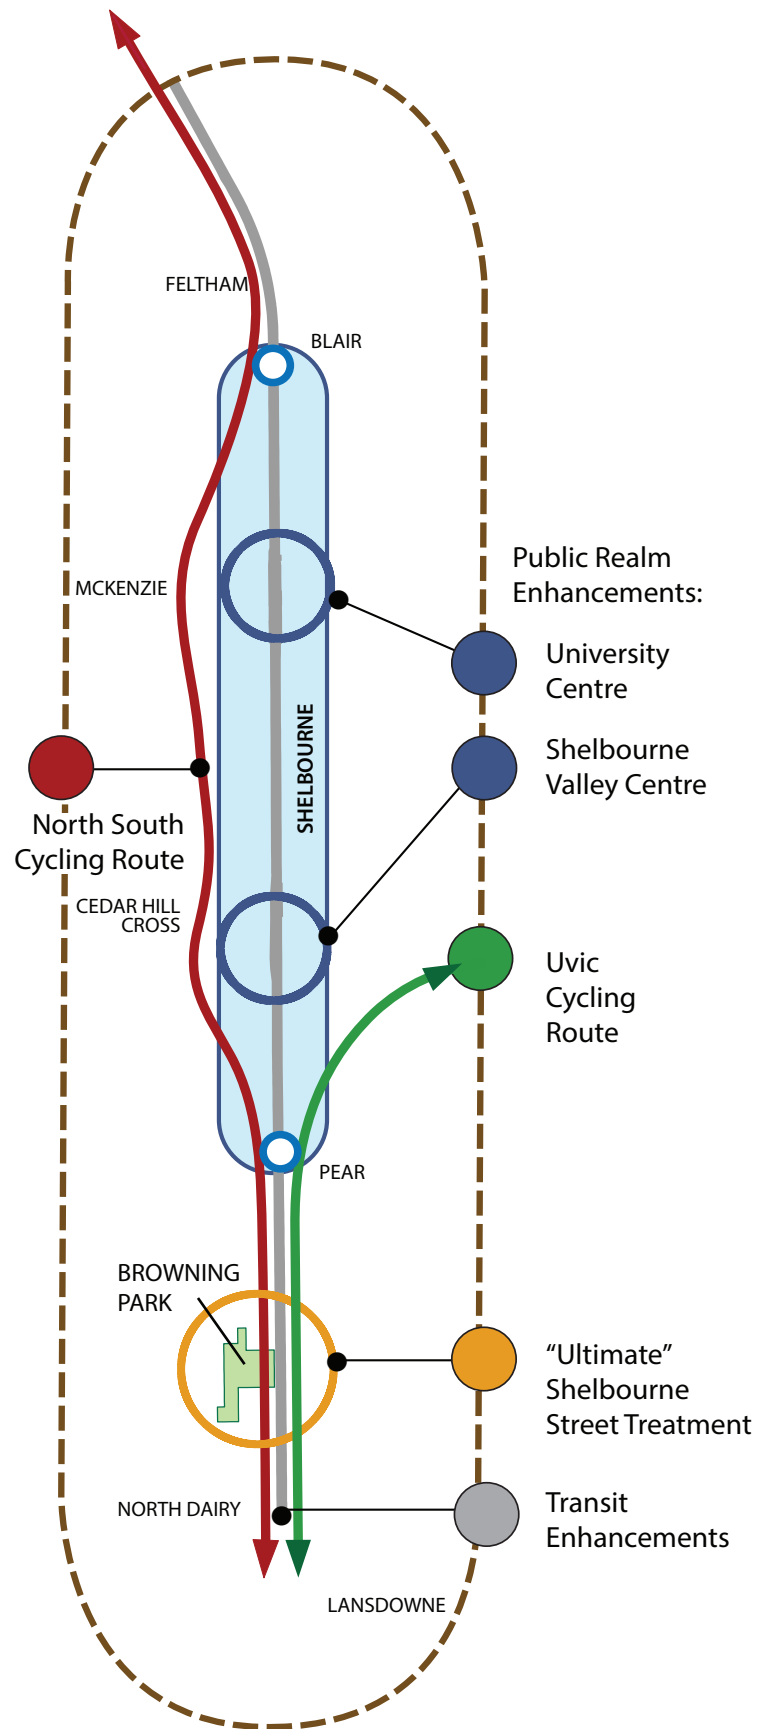 FELTHAM
BLAIR
Public Realm
Enhancements:
MCKENZIE
University
Centre
SHELBOURNE
Shelbourne
Valley Centre
North South
Cycling Route
CEDAR HILL
CROSS
Uvic
Cycling
Route
PEAR
BROWNING
PARK
“Ultimate”
Shelbourne
Street Treatment
NORTH DAIRY
Transit
Enhancements
LANSDOWNE